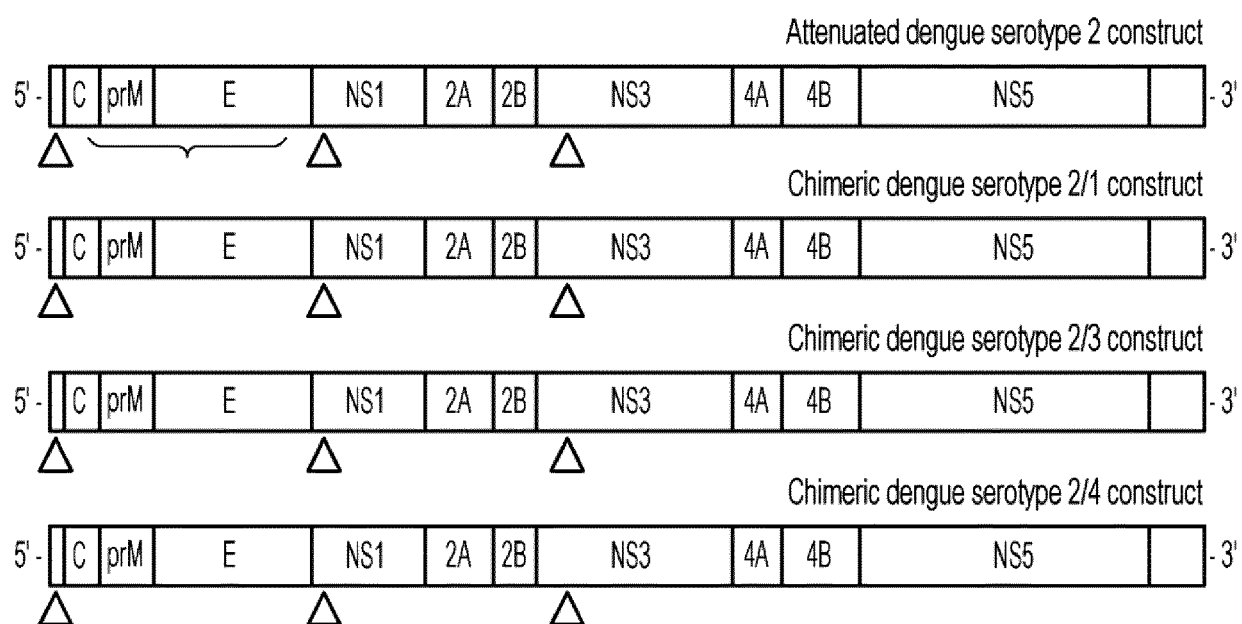 Attenuated dengue serotype 2 construct
5' - C prM E NS1 2A 2B NS3 4A 4B NS5 - 3'
Chimeric dengue serotype 2/1 construct
5' - C prM E NS1 2A 2B NS3 4A 4B NS5 - 3'
Chimeric dengue serotype 2/3 construct
5' - C prM E NS1 2A 2B NS3 4A 4B NS5 - 3'
Chimeric dengue serotype 2/4 construct
5' - C prM E NS1 2A 2B NS3 4A 4B NS5 - 3'